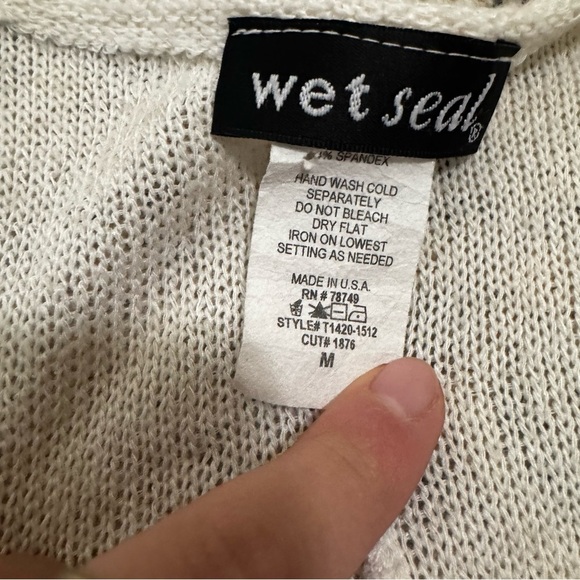 wet seal®
% SPANDEX
HAND WASH COLD
SEPARATELY
DO NOT BLEACH
DRY FLAT
IRON ON LOWEST
SETTING AS NEEDED
MADE IN U.S.A.
RN # 78749
STYLE# T1420-1512
CUT# 1876
M